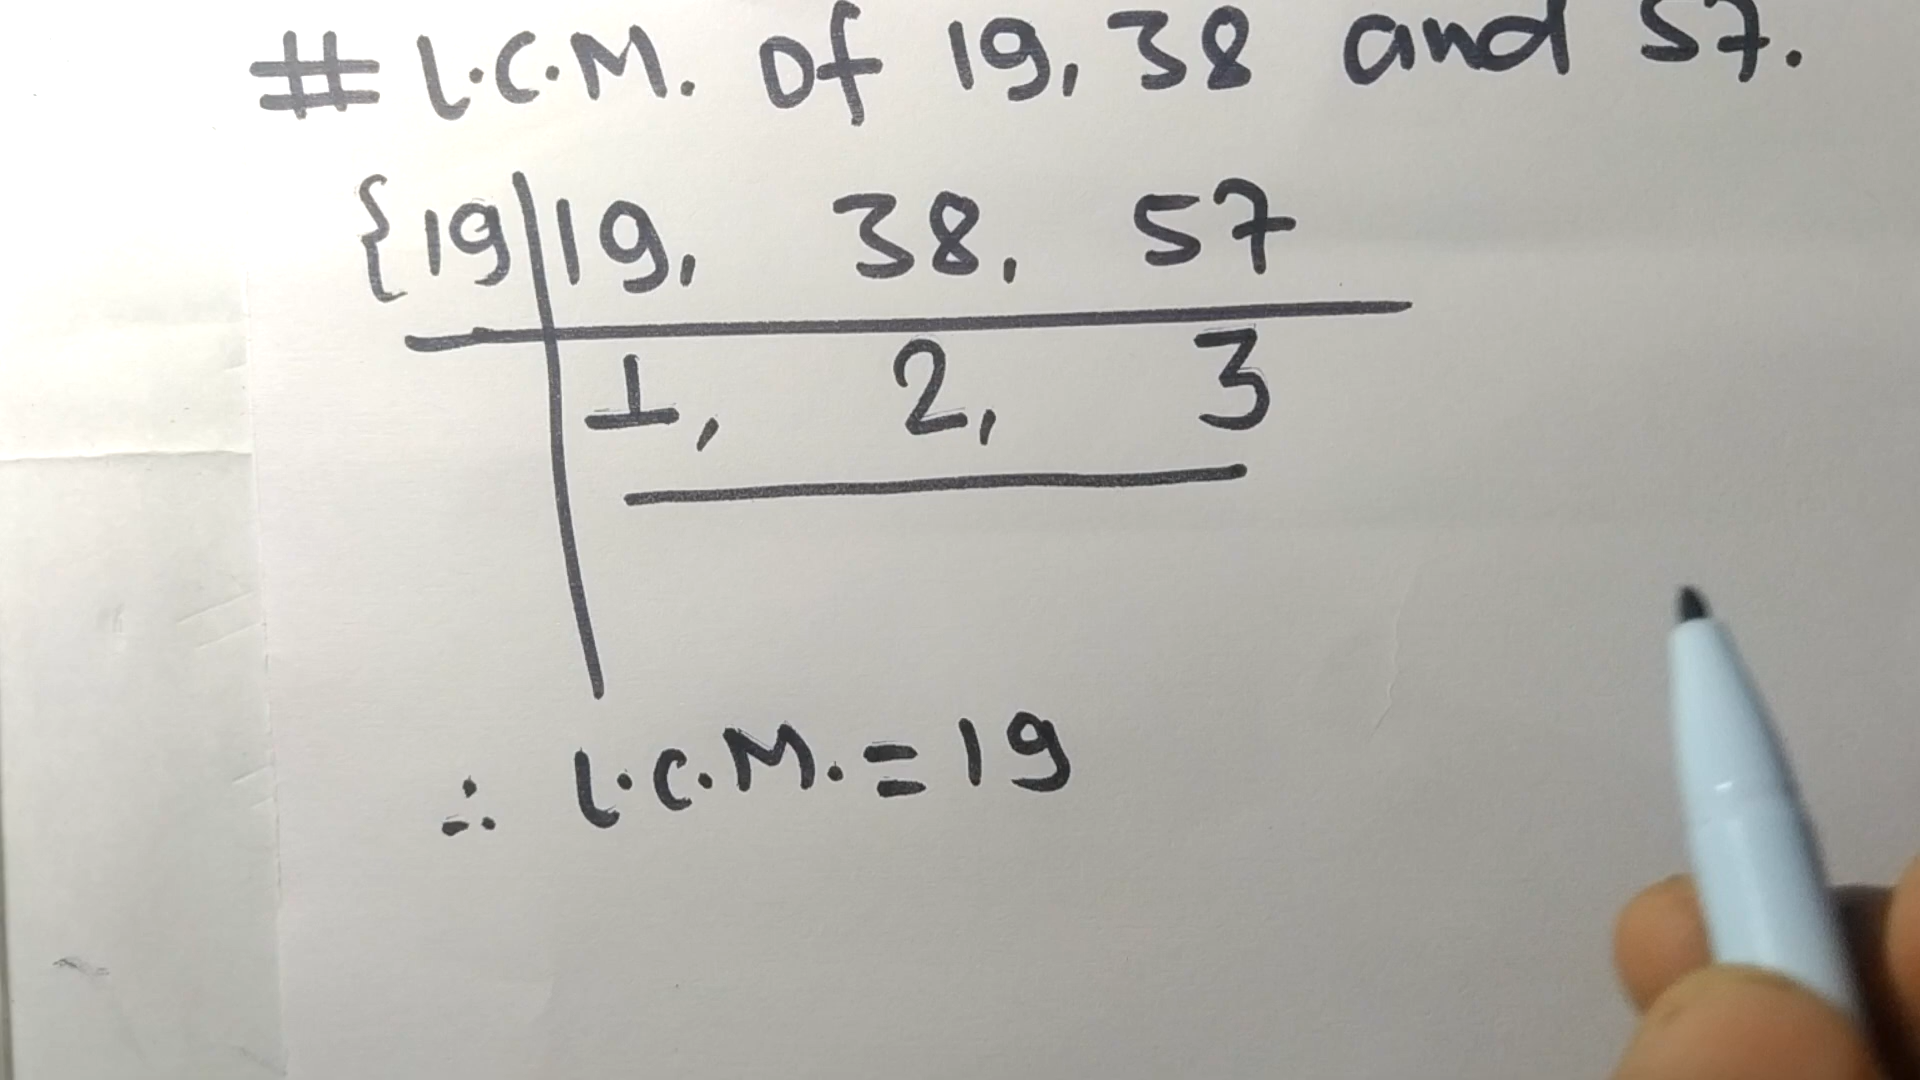 # L.C.M. of 19, 38 and 57.
{19|19, 38, 57
1, 2, 3
∴ L.C.M. = 19